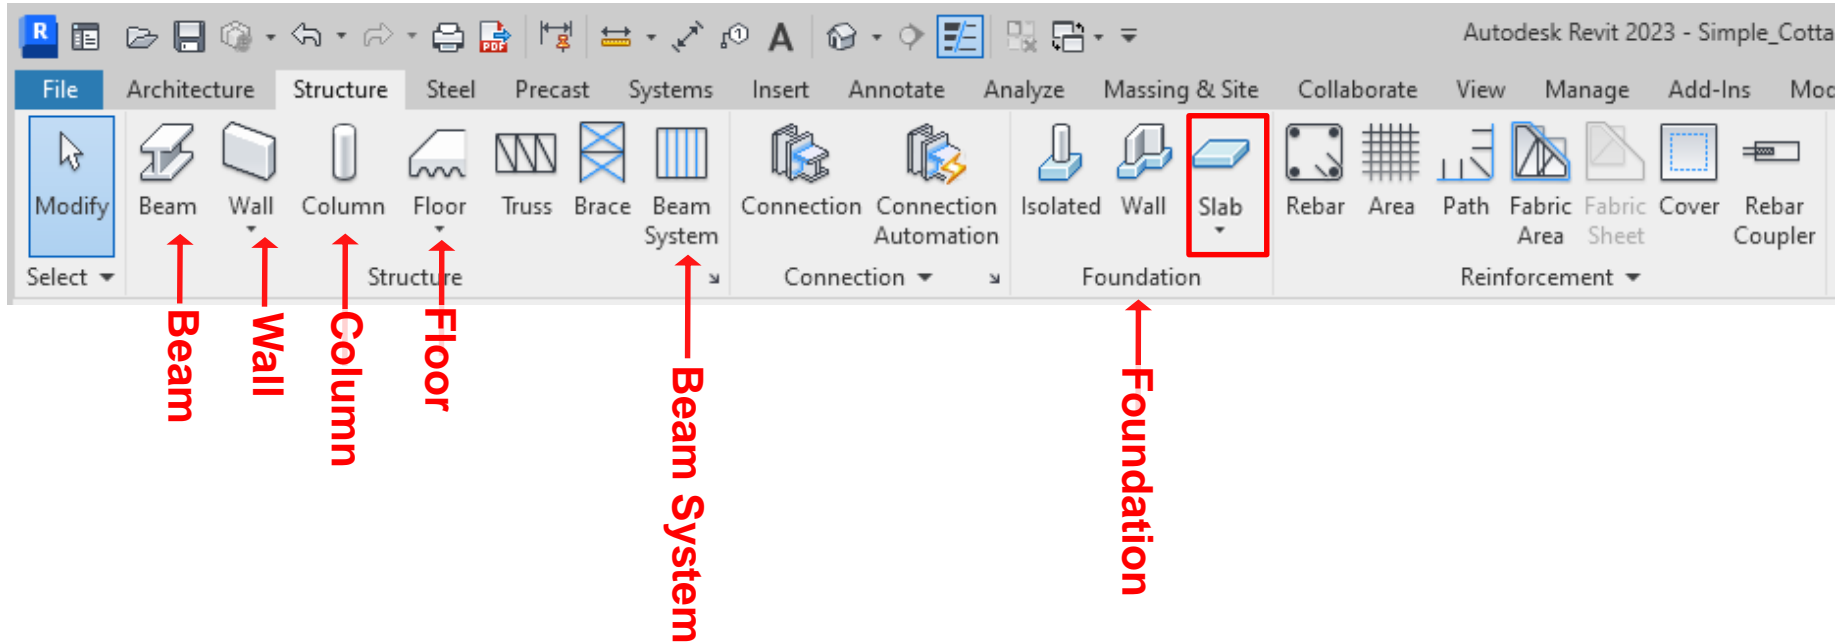 R PDF 1 A Autodesk Revit 2023 - Simple_Cotta
File Architecture Structure Steel Precast Systems Insert Annotate Analyze Massing & Site Collaborate View Manage Add-Ins Mod
Modify Beam Wall Column Floor Truss Brace Beam System Connection Connection Automation Isolated Wall Slab Rebar Area Path Fabric Area Fabric Sheet Cover Rebar Coupler
Select Structure Connection Foundation Reinforcement
Beam
Wall
Column
Floor
Beam System
Foundation